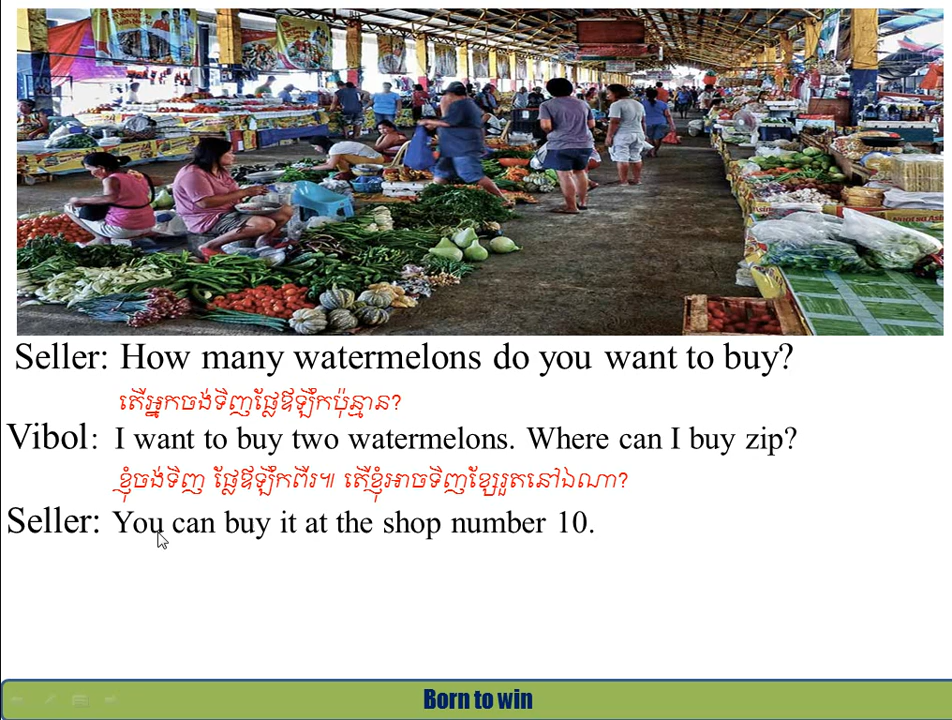 Seller: How many watermelons do you want to buy?
តើអ្នកចង់ទិញផ្លែឪឡឹកប៉ុន្មាន?
Vibol: I want to buy two watermelons. Where can I buy zip?
ខ្ញុំចង់ទិញ ផ្លែឪឡឹកពីរ៕ តើខ្ញុំអាចទិញខ្សែរូតនៅឯណា?
Seller: You can buy it at the shop number 10.
Born to win